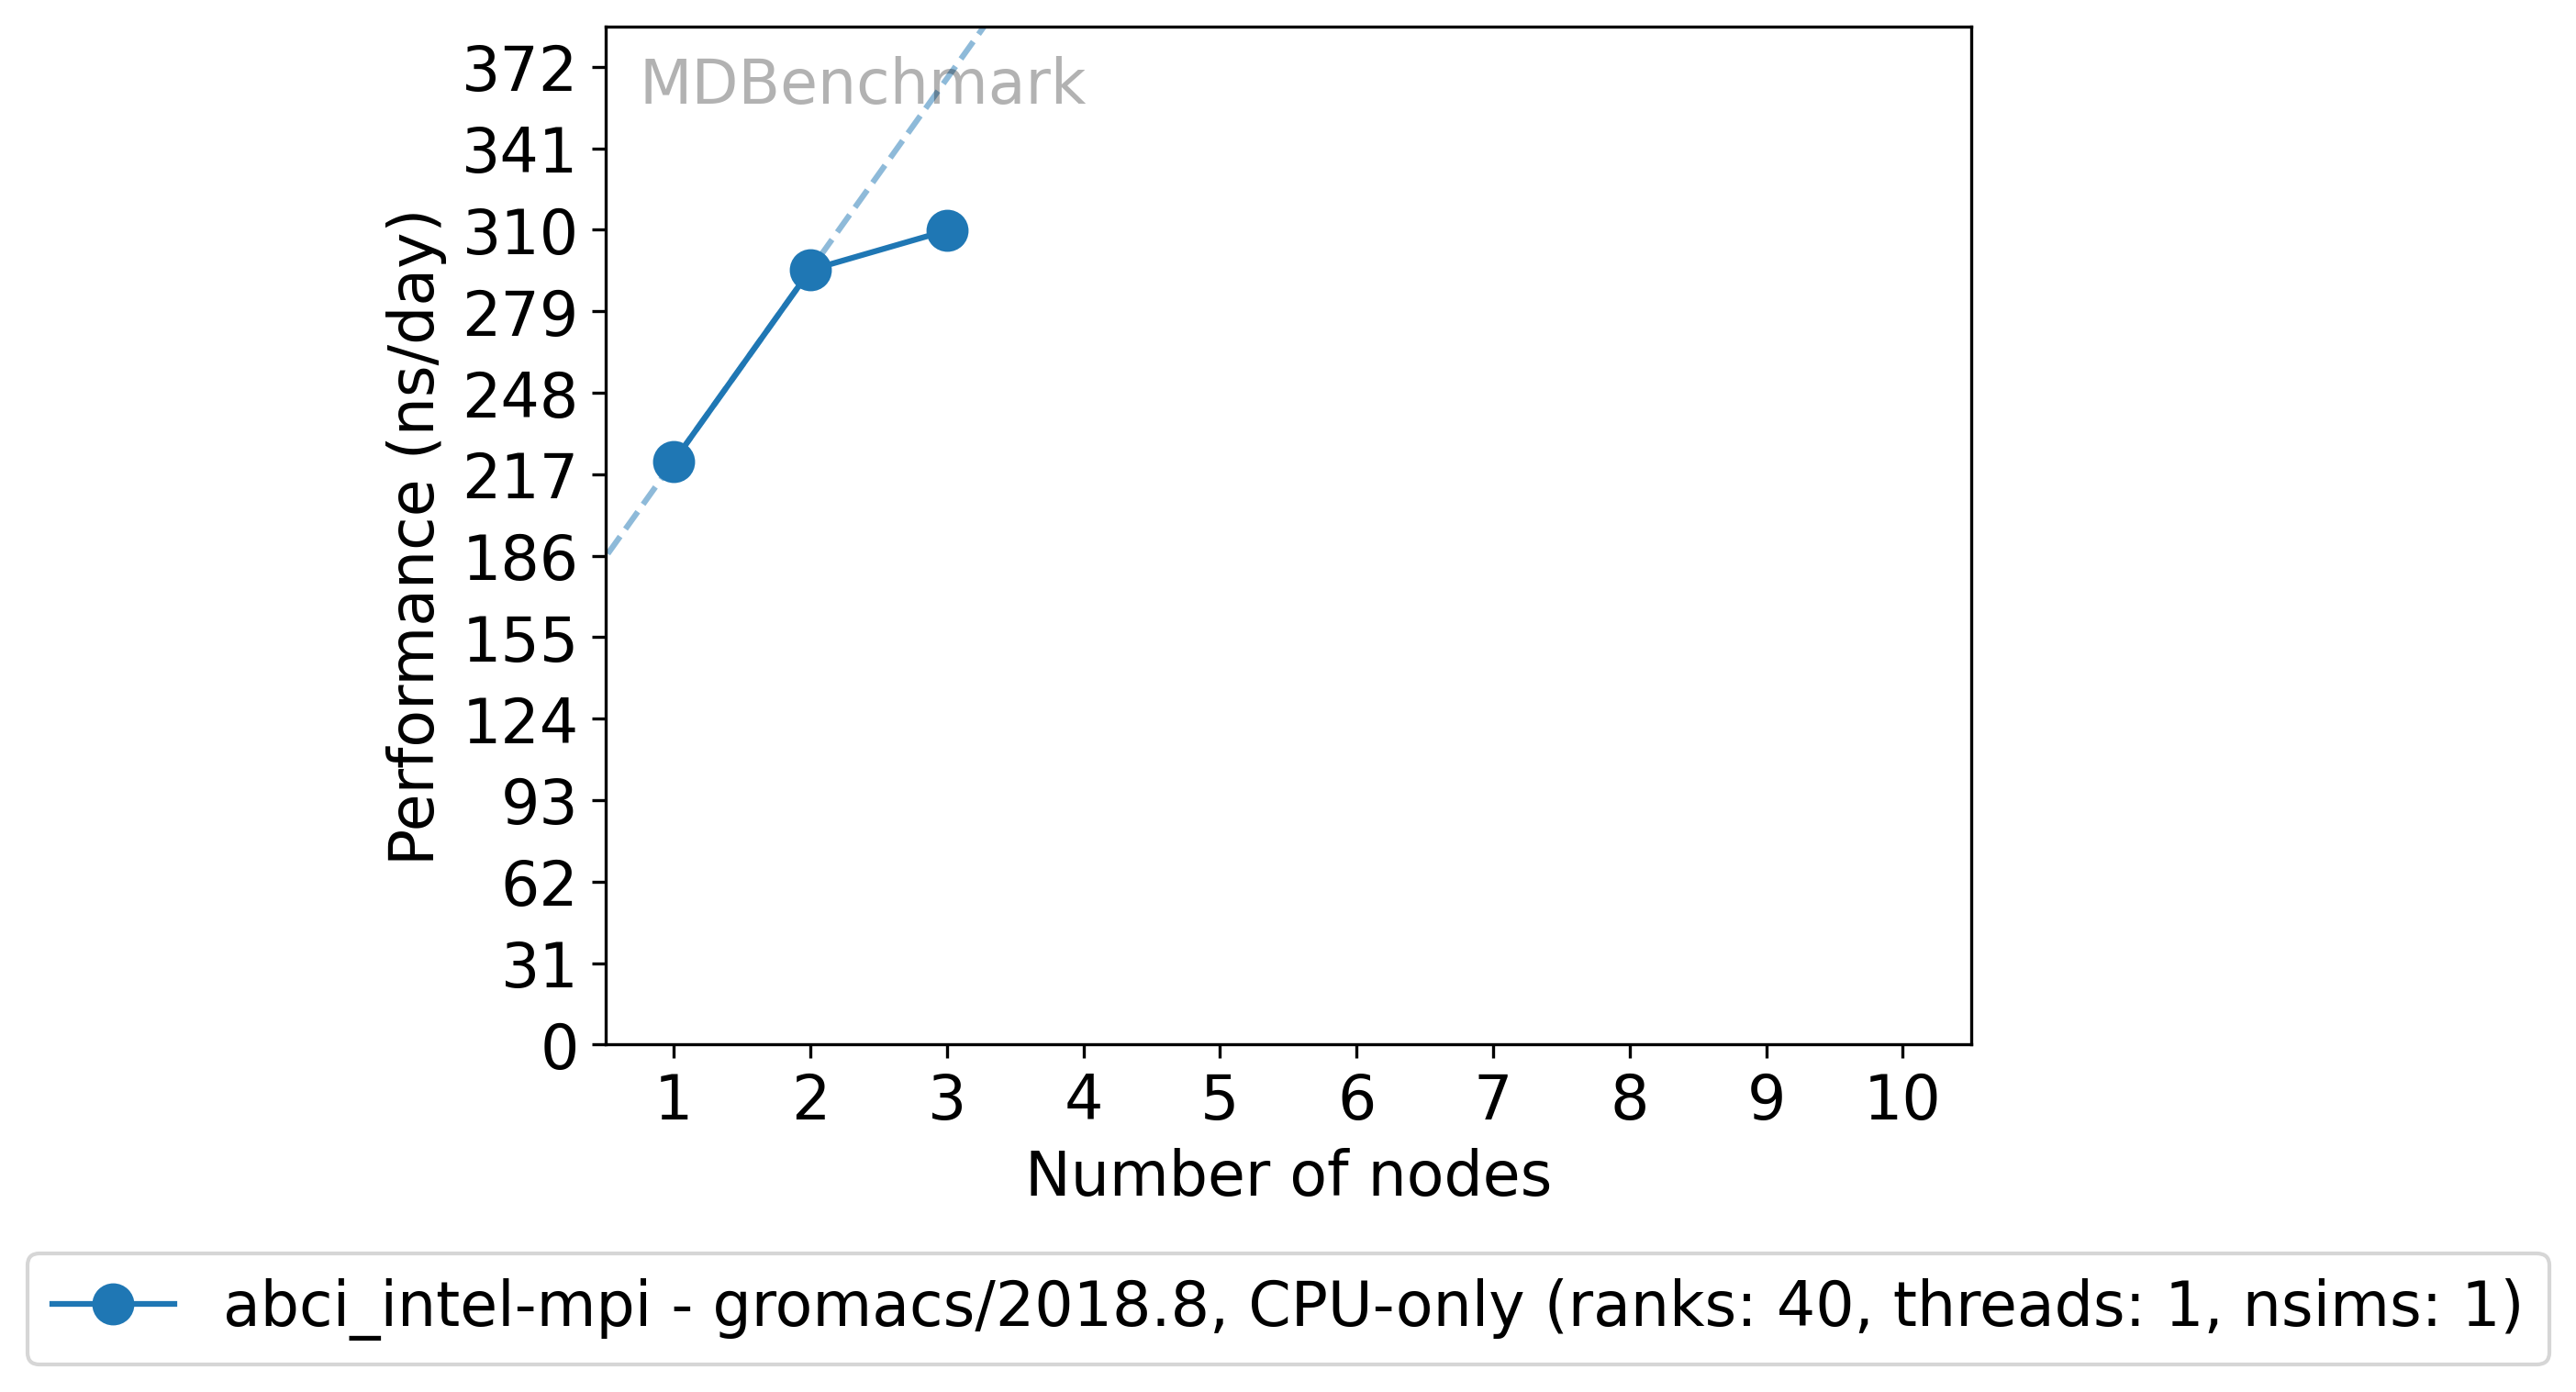 MDBenchmark
Performance (ns/day)
372
341
310
279
248
217
186
155
124
93
62
31
0
1 2 3 4 5 6 7 8 9 10
Number of nodes
abci_intel-mpi - gromacs/2018.8, CPU-only (ranks: 40, threads: 1, nsims: 1)